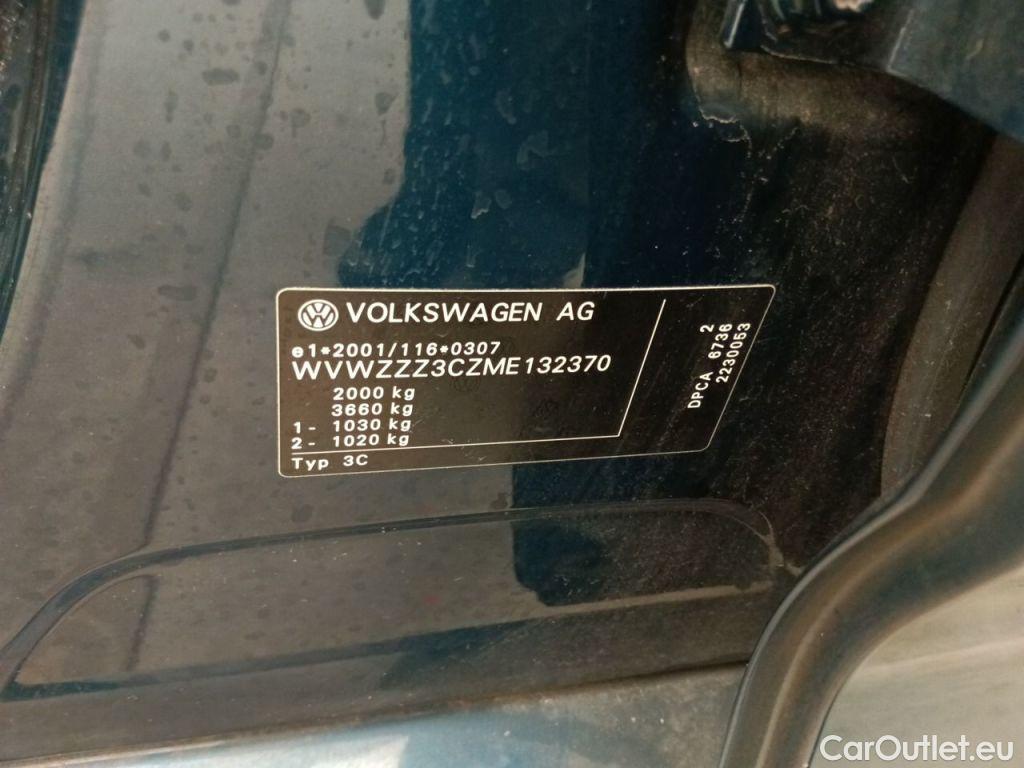 VOLKSWAGEN AG
e1*2001/116*0307
WVWZZZ3CZME132370
2000 kg
3660 kg
1- 1030 kg
2- 1020 kg
Typ 3C
2
DPCA 6736
2230053
CarOutlet.eu